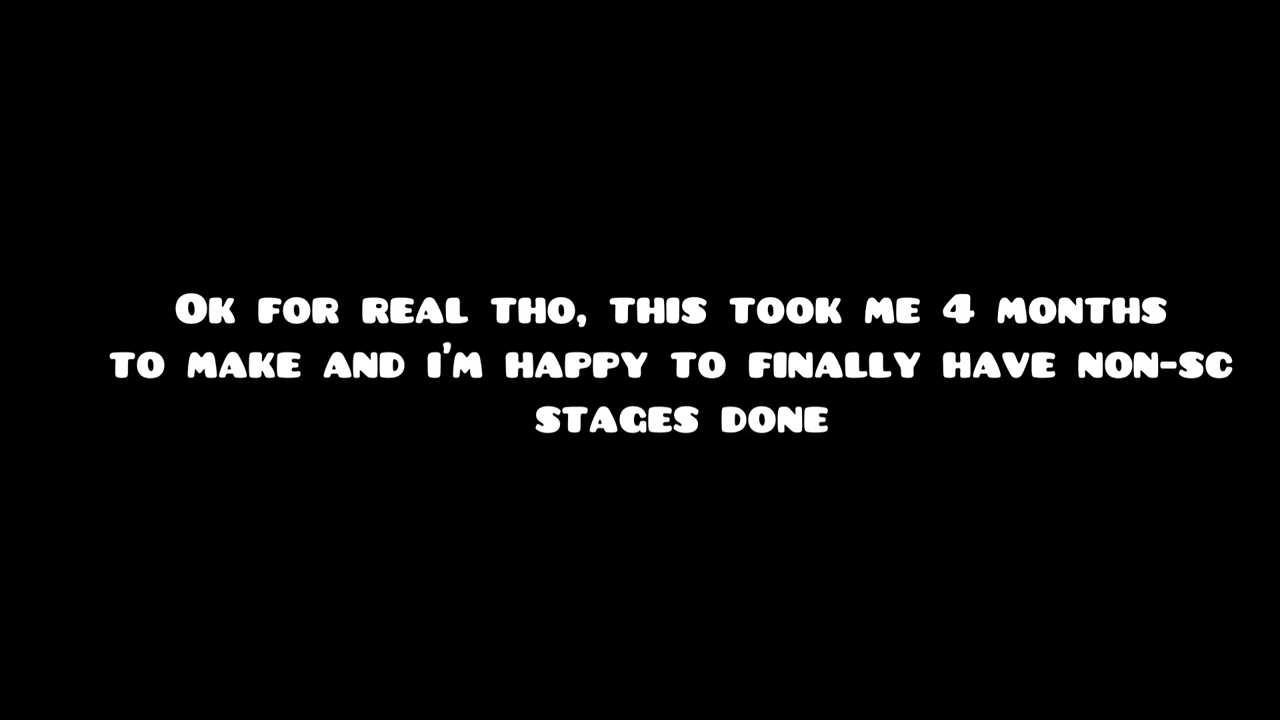 Ok for real tho, this took me 4 months
to make and i'm happy to finally have non-sc
stages done